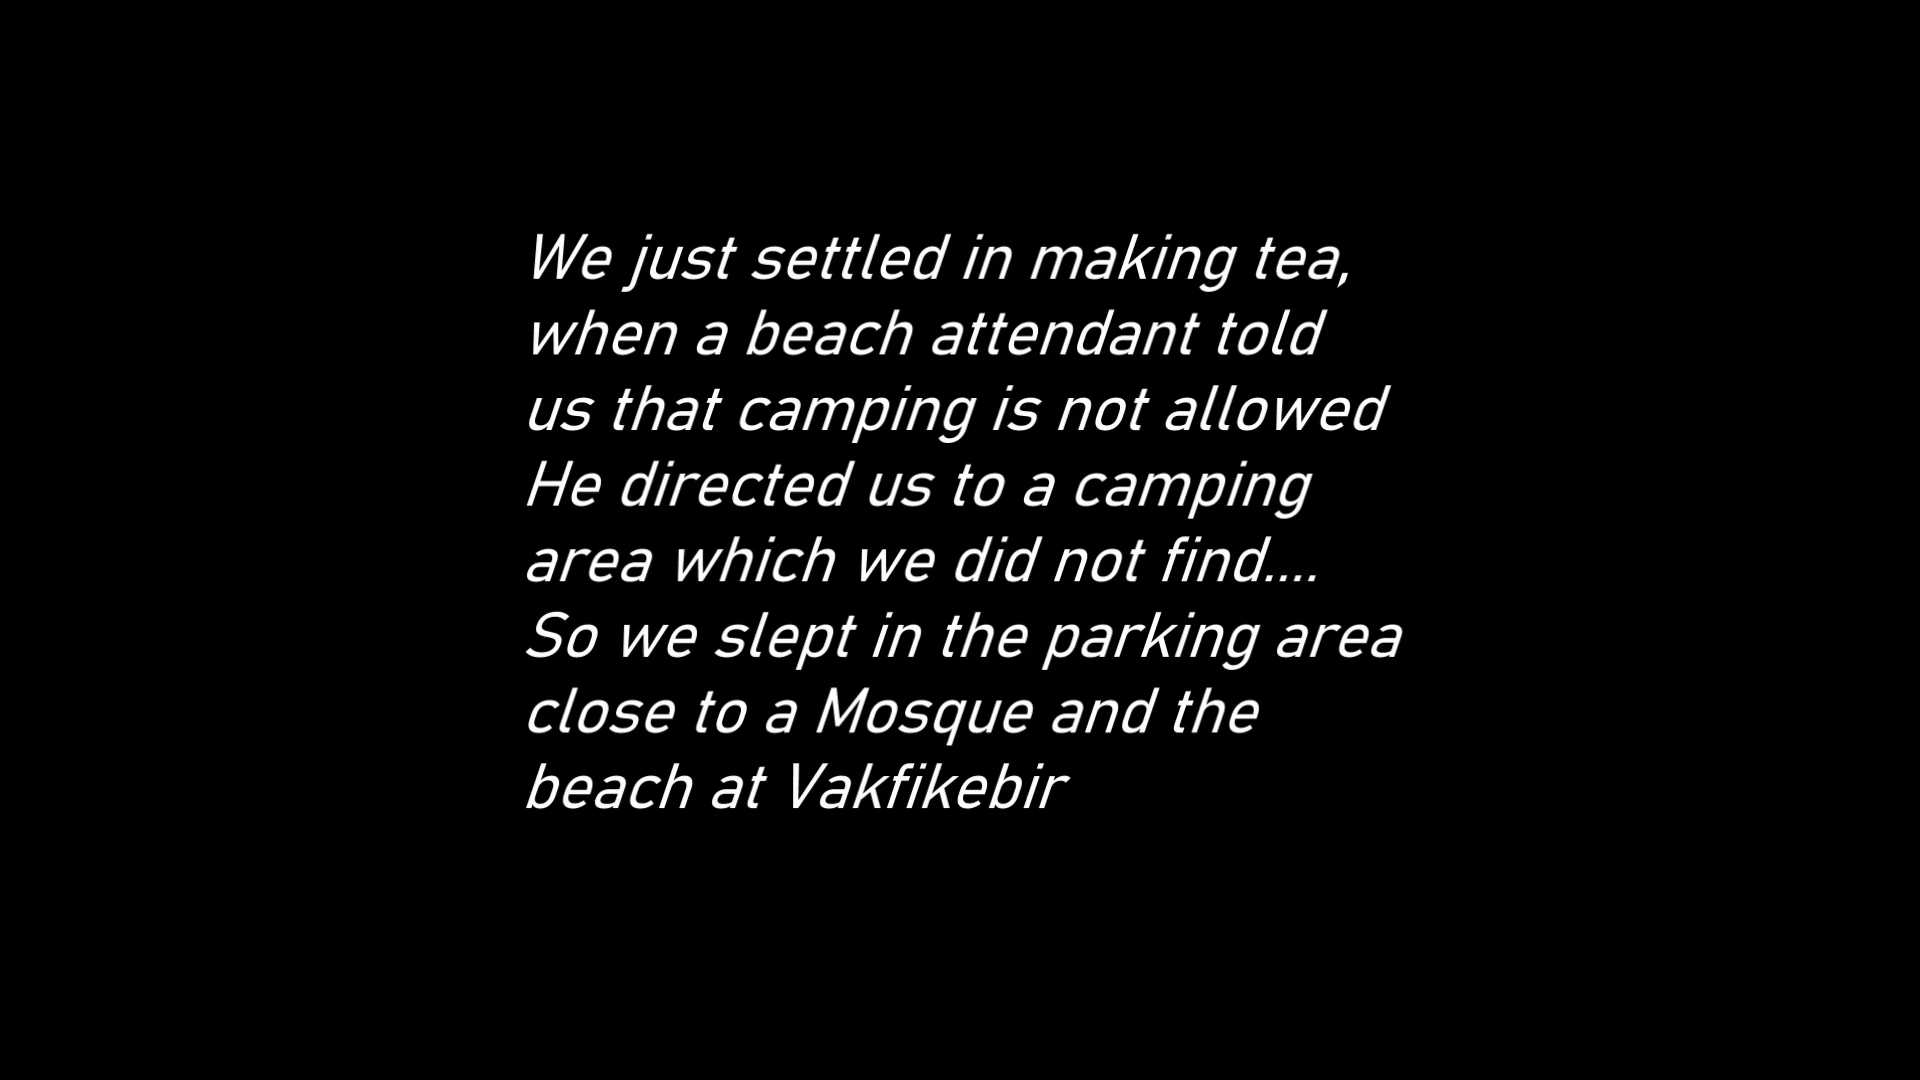 We just settled in making tea,
when a beach attendant told
us that camping is not allowed
He directed us to a camping
area which we did not find....
So we slept in the parking area
close to a Mosque and the
beach at Vakfikebir